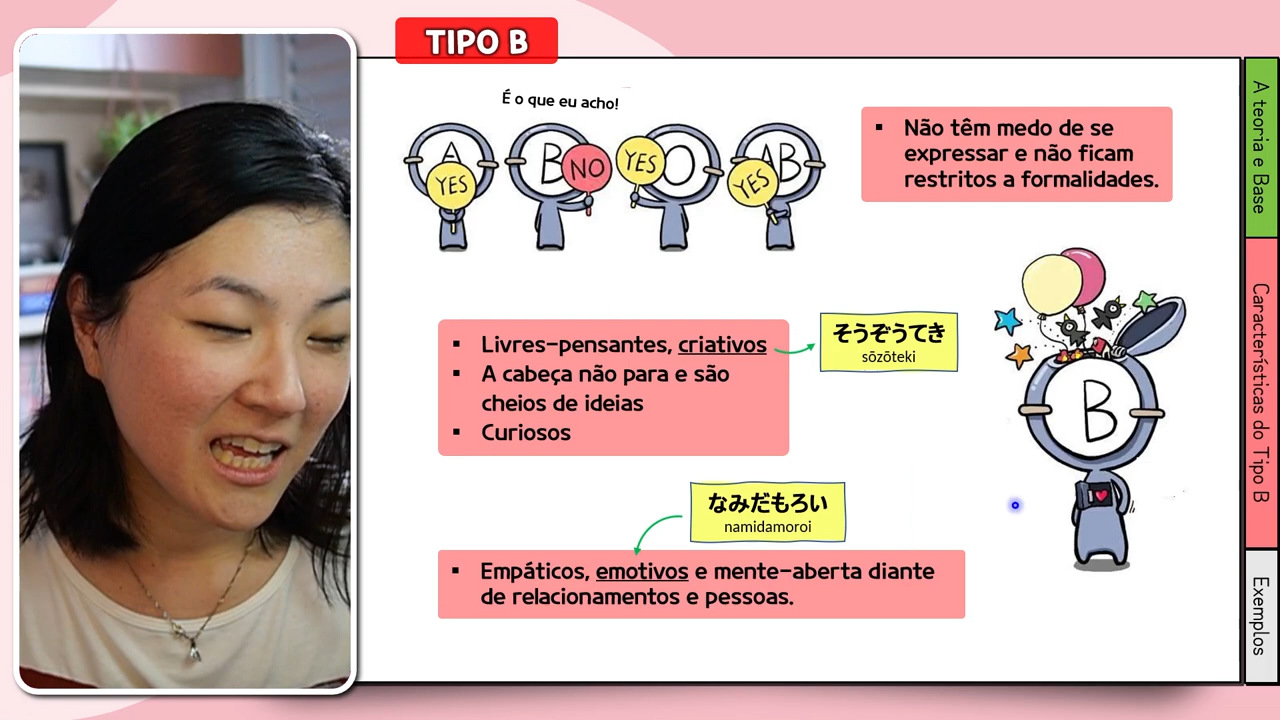 TIPO B
É o que eu acho!
A
YES
B
NO
YES
O
AB
YES
▪ Não têm medo de se
expressar e não ficam
restritos a formalidades.
▪ Livres-pensantes, criativos
▪ A cabeça não para e são
cheios de ideias
▪ Curiosos
そうぞうてき
sōzōteki
B
なみだもろい
namidamoroi
▪ Empáticos, emotivos e mente-aberta diante
de relacionamentos e pessoas.
A teoria e Base
Características do Tipo B
Exemplos